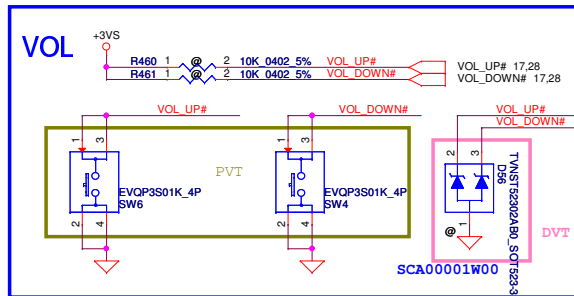 VOL
+3VS
R460 1 @ 2 10K_0402_5% VOL_UP#
R461 1 @ 2 10K_0402_5% VOL_DOWN#
VOL_UP# 17,28
VOL_DOWN# 17,28
VOL_UP#
VOL_DOWN#
VOL_UP#
VOL_DOWN#
1 3
1 3
2 3
PVT
EVQP3S01K_4P
SW6
EVQP3S01K_4P
SW4
D56
TVNST52302AB0_SOT523-3
2 4
2 4
@ 1
DVT
SCA00001W00